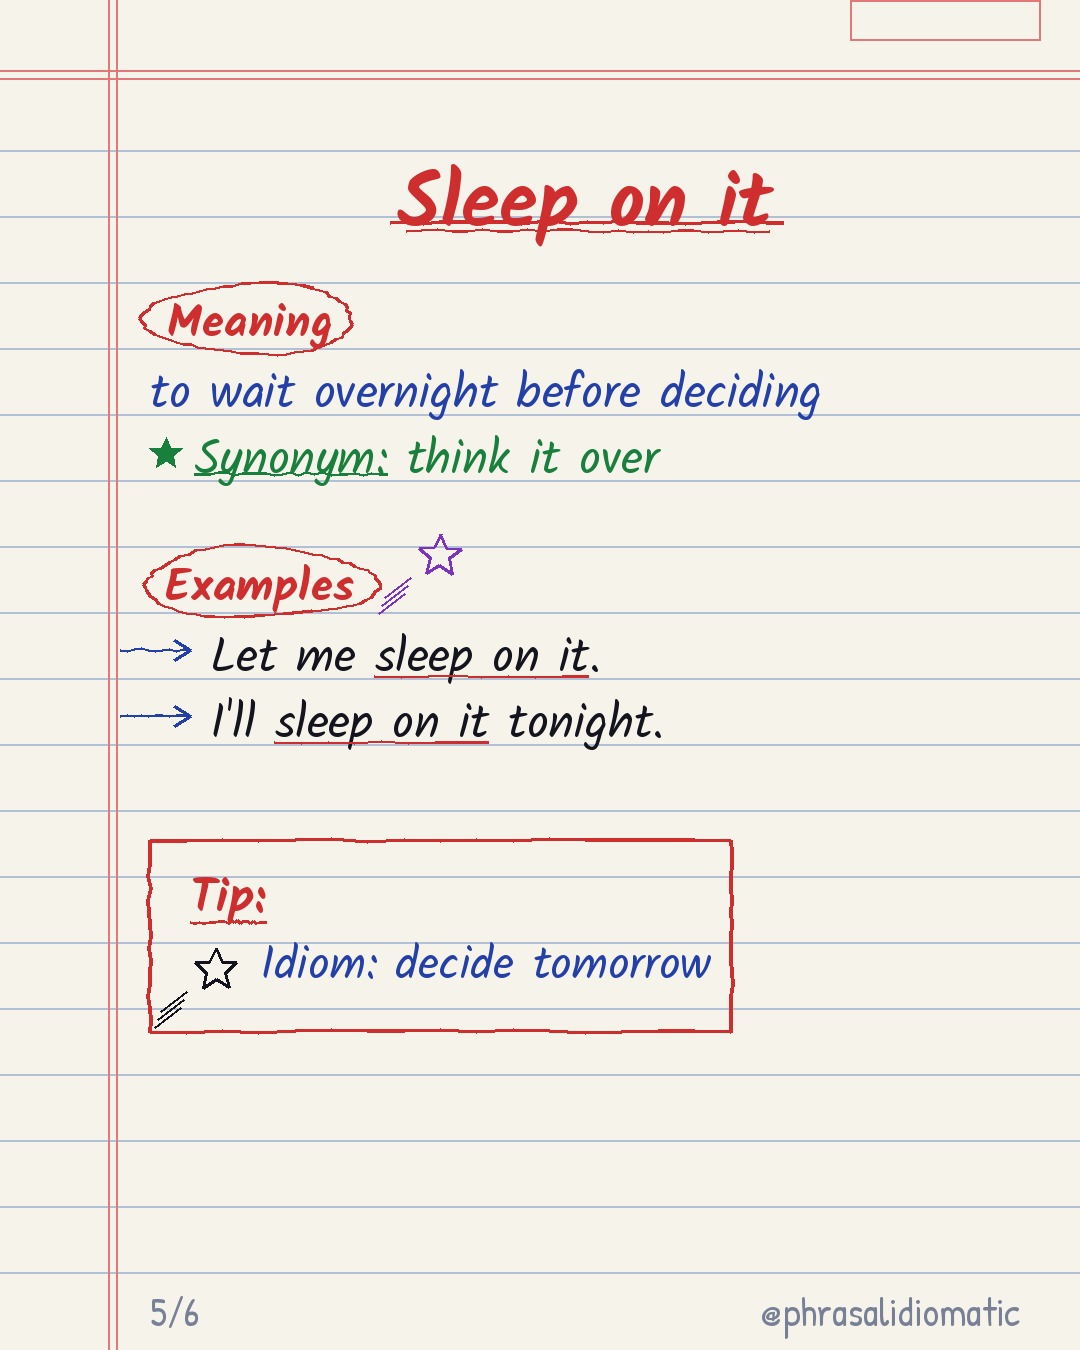 Sleep on it
Meaning
to wait overnight before deciding
★ Synonym: think it over
Examples
→ Let me sleep on it.
→ I'll sleep on it tonight.
Tip:
☆ Idiom: decide tomorrow
5/6
@phrasalidiomatic